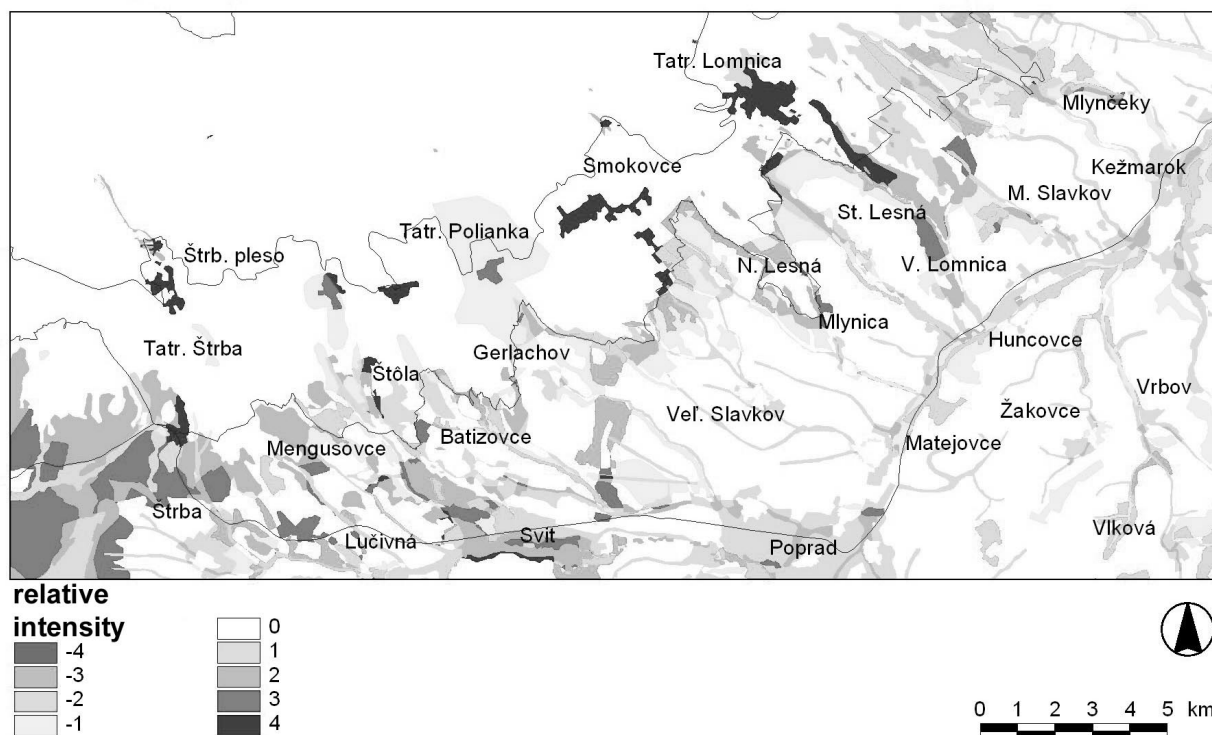 Tatr. Lomnica
Mlynčeky
Smokovce
Kežmarok
M. Slavkov
St. Lesná
Tatr. Polianka
Štrb. pleso
N. Lesná
V. Lomnica
Mlynica
Huncovce
Tatr. Štrba
Gerlachov
Štôla
Vrbov
Žakovce
Veľ. Slavkov
Batizovce
Matejovce
Mengusovce
Štrba
Vlková
Lučivná
Svit
Poprad
relative
intensity
-4
-3
-2
-1
0
1
2
3
4
0 1 2 3 4 5 km